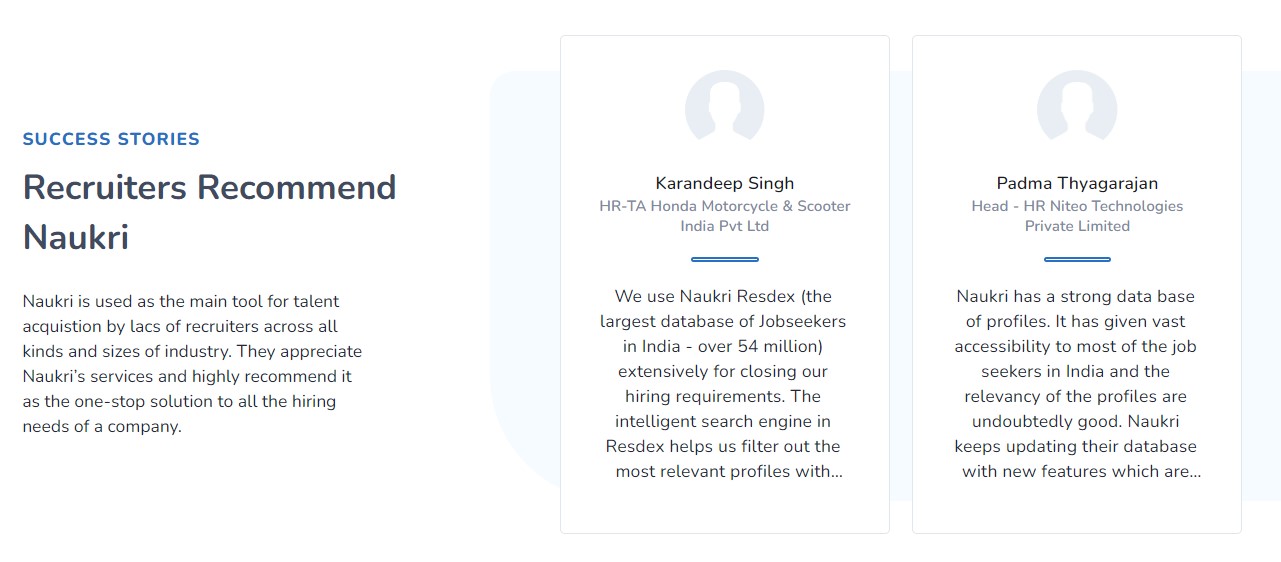 SUCCESS STORIES
Recruiters Recommend
Naukri
Naukri is used as the main tool for talent
acquistion by lacs of recruiters across all
kinds and sizes of industry. They appreciate
Naukri's services and highly recommend it
as the one-stop solution to all the hiring
needs of a company.
Karandeep Singh
HR-TA Honda Motorcycle & Scooter
India Pvt Ltd
We use Naukri Resdex (the
largest database of Jobseekers
in India - over 54 million)
extensively for closing our
hiring requirements. The
intelligent search engine in
Resdex helps us filter out the
most relevant profiles with...
Padma Thyagarajan
Head - HR Niteo Technologies
Private Limited
Naukri has a strong data base
of profiles. It has given vast
accessibility to most of the job
seekers in India and the
relevancy of the profiles are
undoubtedly good. Naukri
keeps updating their database
with new features which are...